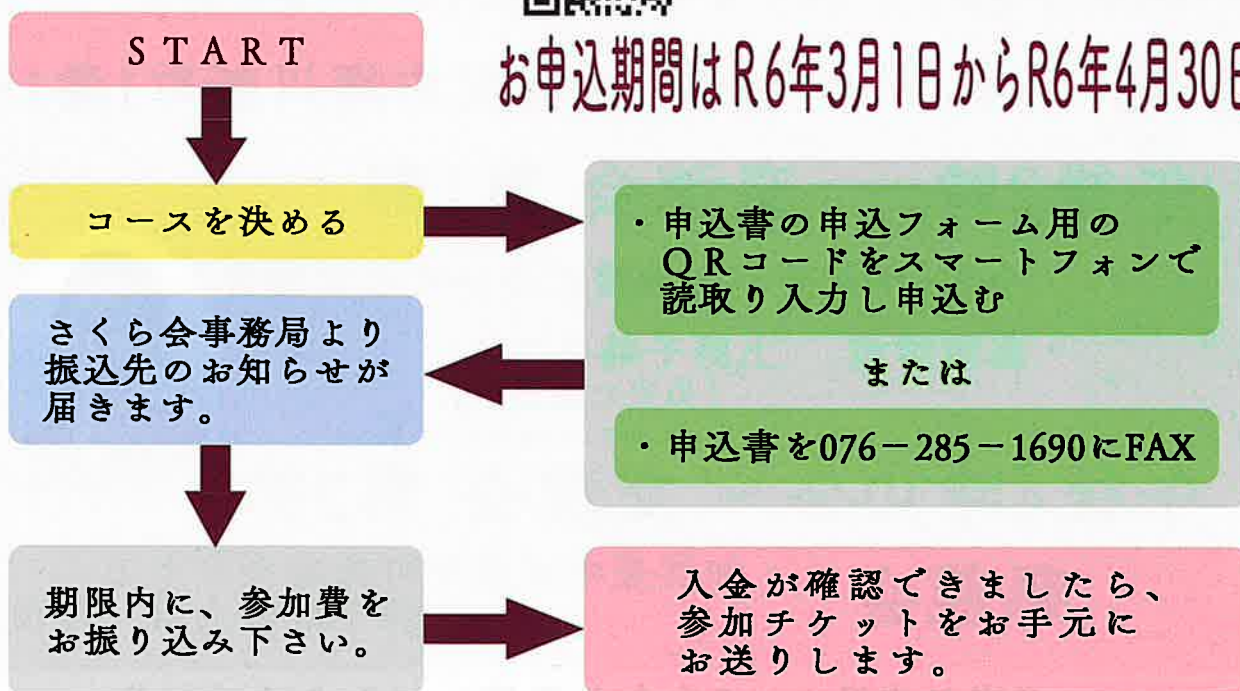 START
お申込期間はR6年3月1日からR6年4月30日
コースを決める
・申込書の申込フォーム用の
QRコードをスマートフォンで
読取り入力し申込む
または
・申込書を076-285-1690にFAX
さくら会事務局より
振込先のお知らせが
届きます。
期限内に、参加費を
お振り込み下さい。
入金が確認できましたら、
参加チケットをお手元に
お送りします。